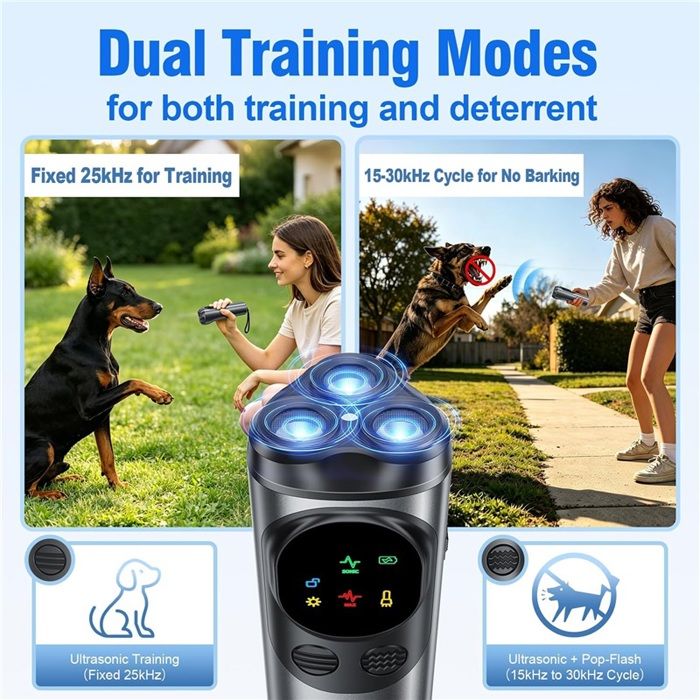 Dual Training Modes
for both training and deterrent
Fixed 25kHz for Training
15-30kHz Cycle for No Barking
SONIC
MAX
Ultrasonic Training
(Fixed 25kHz)
Ultrasonic + Pop-Flash
(15kHz to 30kHz Cycle)